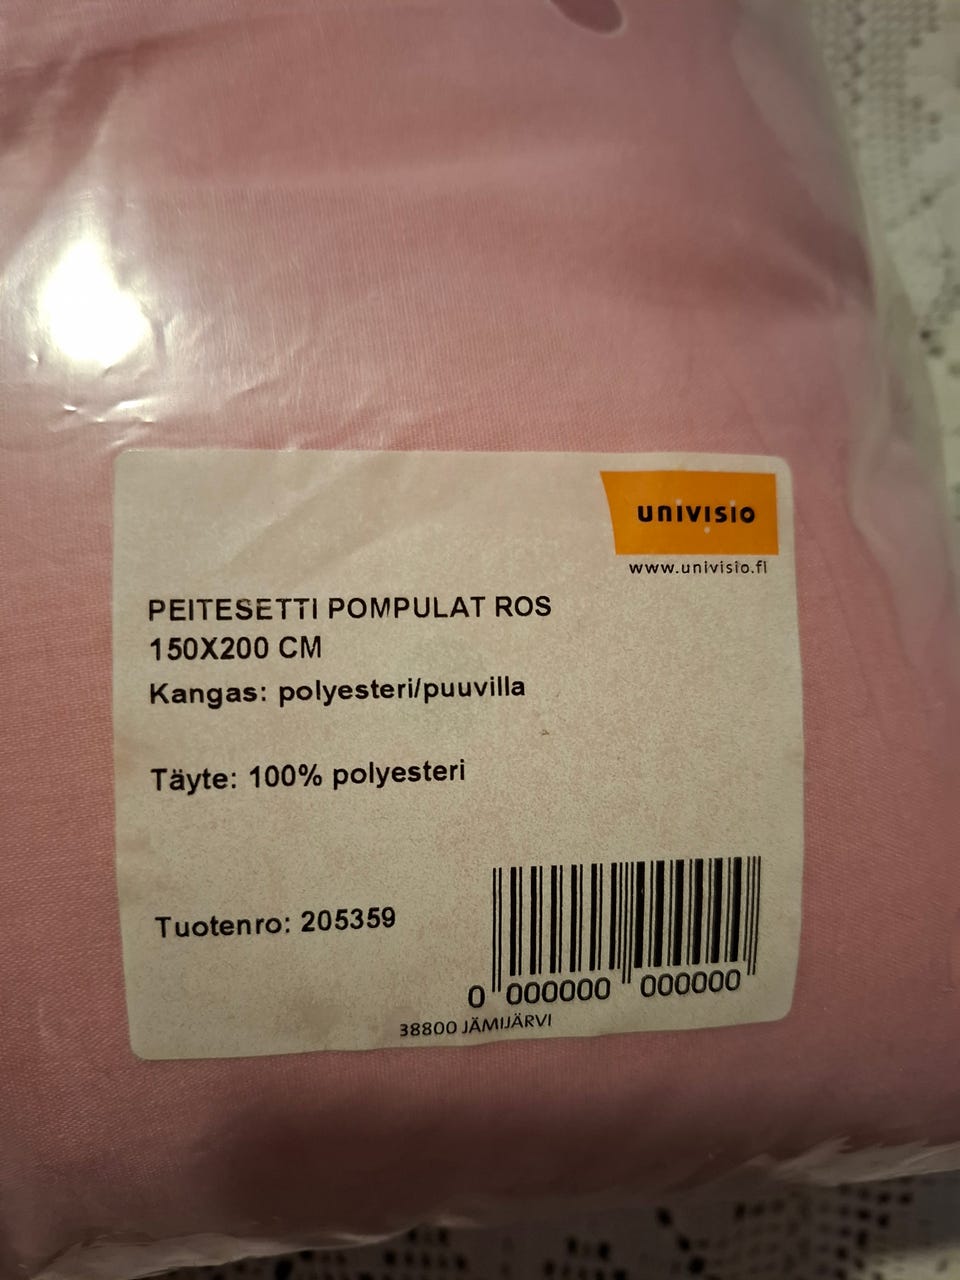 univisio
www.univisio.fi
PEITESETTI POMPULAT ROS
150X200 CM
Kangas: polyesteri/puuvilla
Täyte: 100% polyesteri
Tuotenro: 205359
0 000000 000000
38800 JÄMIJÄRVI